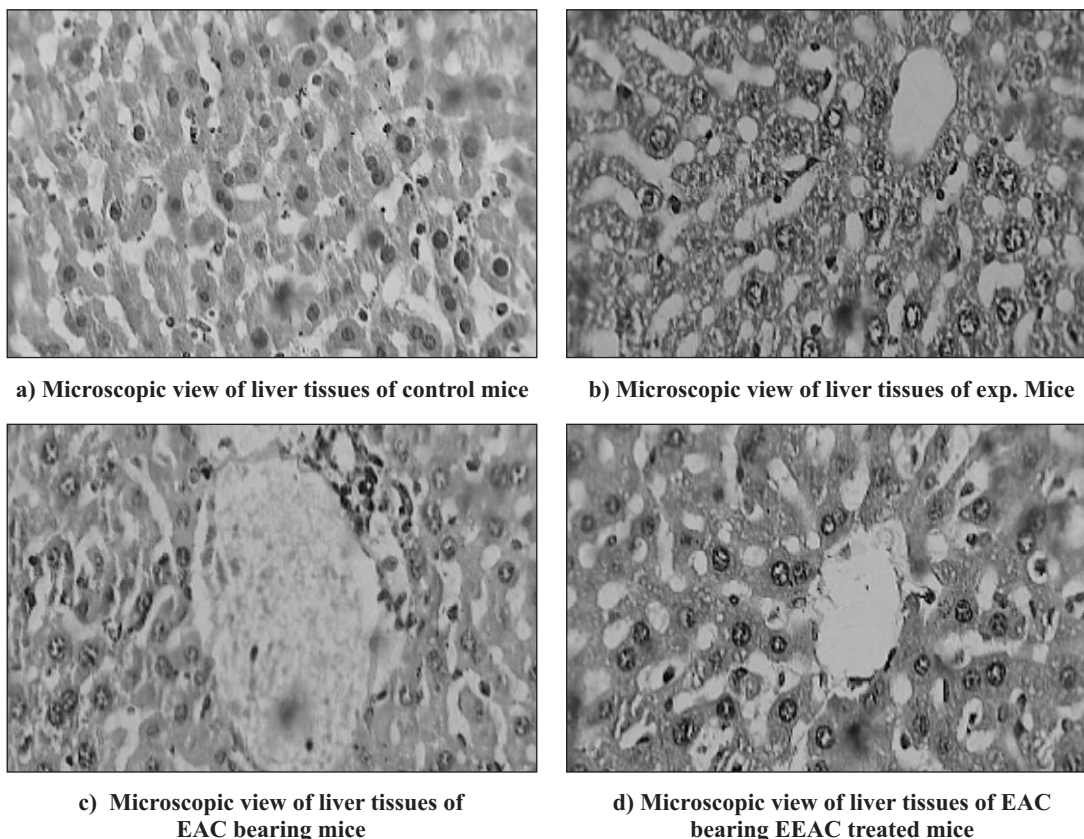 a) Microscopic view of liver tissues of control mice
b) Microscopic view of liver tissues of exp. Mice
c) Microscopic view of liver tissues of
EAC bearing mice
d) Microscopic view of liver tissues of EAC
bearing EEAC treated mice